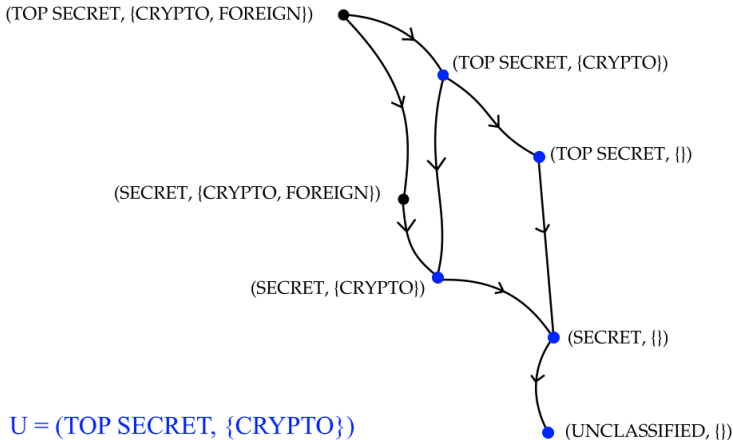 (TOP SECRET, {CRYPTO, FOREIGN})
(TOP SECRET, {CRYPTO})
(TOP SECRET, {})
(SECRET, {CRYPTO, FOREIGN})
(SECRET, {CRYPTO})
(SECRET, {})
U = (TOP SECRET, {CRYPTO})
(UNCLASSIFIED, {})